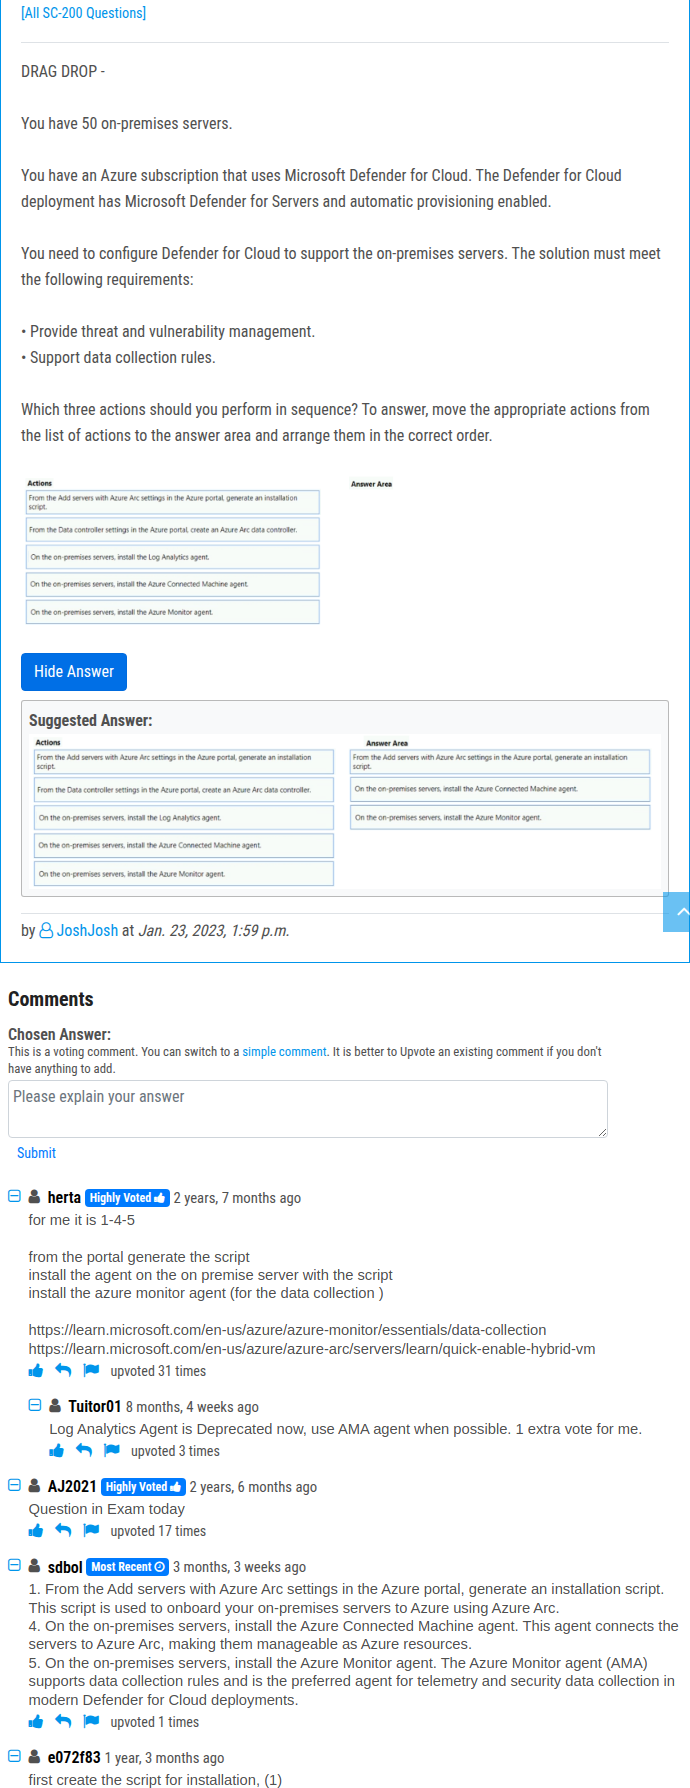 [All SC-200 Questions]
DRAG DROP -
You have 50 on-premises servers.
You have an Azure subscription that uses Microsoft Defender for Cloud. The Defender for Cloud
deployment has Microsoft Defender for Servers and automatic provisioning enabled.
You need to configure Defender for Cloud to support the on-premises servers. The solution must meet
the following requirements:
• Provide threat and vulnerability management.
• Support data collection rules.
Which three actions should you perform in sequence? To answer, move the appropriate actions from
the list of actions to the answer area and arrange them in the correct order.
Actions
From the Add servers with Azure Arc settings in the Azure portal, generate an installation
script.
From the Data controller settings in the Azure portal, create an Azure Arc data controller.
On the on-premises servers, install the Log Analytics agent.
On the on-premises servers, install the Azure Connected Machine agent.
On the on-premises servers, install the Azure Monitor agent.
Answer Area
Hide Answer
Suggested Answer:
Actions
From the Add servers with Azure Arc settings in the Azure portal, generate an installation
script.
From the Data controller settings in the Azure portal, create an Azure Arc data controller.
On the on-premises servers, install the Log Analytics agent.
On the on-premises servers, install the Azure Connected Machine agent.
On the on-premises servers, install the Azure Monitor agent.
Answer Area
From the Add servers with Azure Arc settings in the Azure portal, generate an installation
script.
On the on-premises servers, install the Azure Connected Machine agent.
On the on-premises servers, install the Azure Monitor agent.
by JoshJosh at Jan. 23, 2023, 1:59 p.m.
Comments
Chosen Answer:
This is a voting comment. You can switch to a simple comment. It is better to Upvote an existing comment if you don't
have anything to add.
Please explain your answer
Submit
herta Highly Voted 2 years, 7 months ago
for me it is 1-4-5
from the portal generate the script
install the agent on the on premise server with the script
install the azure monitor agent (for the data collection )
https://learn.microsoft.com/en-us/azure/azure-monitor/essentials/data-collection
https://learn.microsoft.com/en-us/azure/azure-arc/servers/learn/quick-enable-hybrid-vm
upvoted 31 times
Tuitor01 8 months, 4 weeks ago
Log Analytics Agent is Deprecated now, use AMA agent when possible. 1 extra vote for me.
upvoted 3 times
AJ2021 Highly Voted 2 years, 6 months ago
Question in Exam today
upvoted 17 times
sdbol Most Recent 3 months, 3 weeks ago
1. From the Add servers with Azure Arc settings in the Azure portal, generate an installation script.
This script is used to onboard your on-premises servers to Azure using Azure Arc.
4. On the on-premises servers, install the Azure Connected Machine agent. This agent connects the
servers to Azure Arc, making them manageable as Azure resources.
5. On the on-premises servers, install the Azure Monitor agent. The Azure Monitor agent (AMA)
supports data collection rules and is the preferred agent for telemetry and security data collection in
modern Defender for Cloud deployments.
upvoted 1 times
e072f83 1 year, 3 months ago
first create the script for installation, (1)